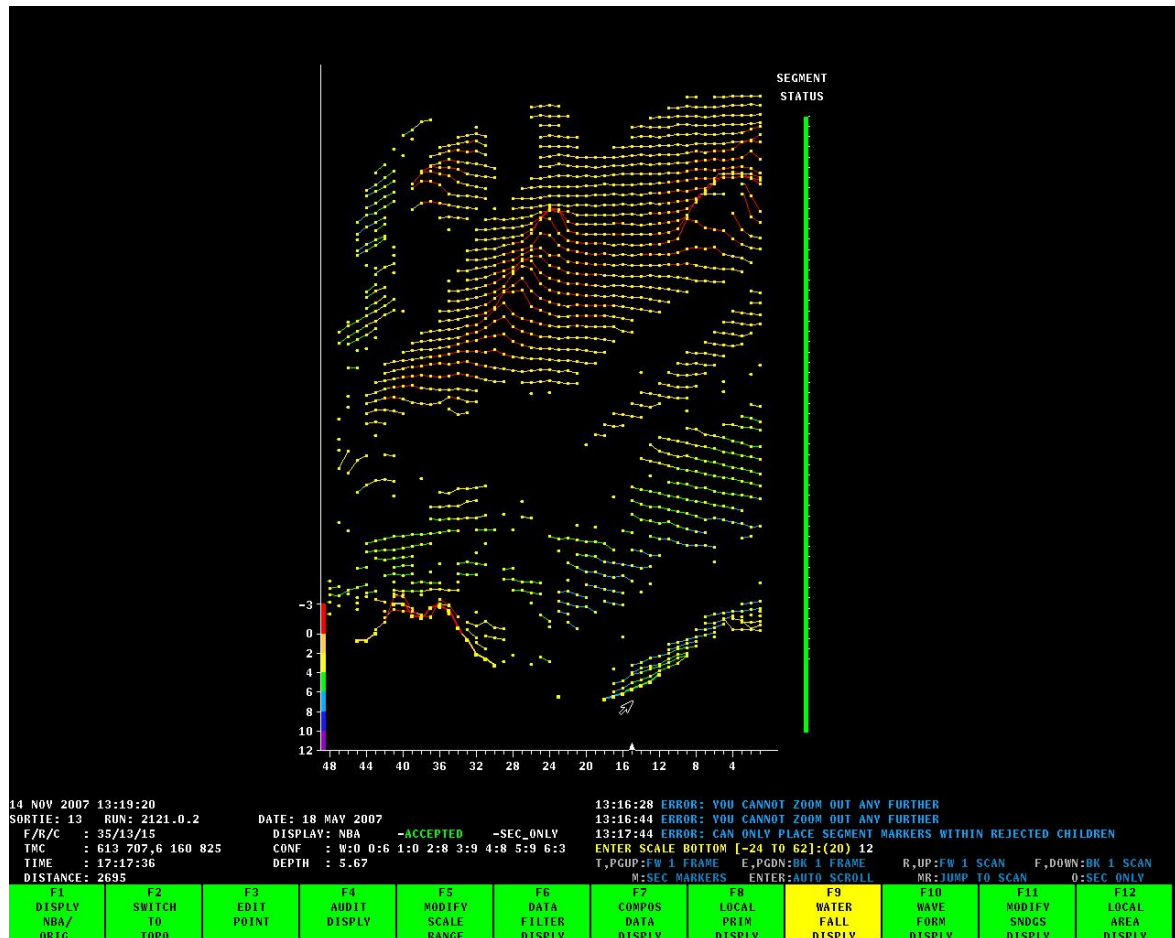 SEGMENT
STATUS
-3
0
2
4
6
8
10
12
48 44 40 36 32 28 24 20 16 12 8 4
14 NOV 2007 13:19:20
SORTIE: 13 RUN: 2121.0.2 DATE: 18 MAY 2007
F/R/C : 35/13/15 DISPLAY: NBA -ACCEPTED -SEC_ONLY
TMC : 613 707,6 160 825 CONF : W:0 0:6 1:0 2:8 3:9 4:8 5:9 6:3
TIME : 17:17:36 DEPTH : 5.67
DISTANCE: 2695
13:16:28 ERROR: YOU CANNOT ZOOM OUT ANY FURTHER
13:16:44 ERROR: YOU CANNOT ZOOM OUT ANY FURTHER
13:17:44 ERROR: CAN ONLY PLACE SEGMENT MARKERS WITHIN REJECTED CHILDREN
ENTER SCALE BOTTOM [-24 TO 62]:(20) 12
T,PGUP:FW 1 FRAME E,PGDN:BK 1 FRAME R,UP:FW 1 SCAN F,DOWN:BK 1 SCAN
M:SEC MARKERS ENTER:AUTO SCROLL MR:JUMP TO SCAN O:SEC ONLY
F1 F2 F3 F4 F5 F6 F7 F8 F9 F10 F11 F12
DISPLY SWITCH EDIT AUDIT MODIFY DATA COMPOS LOCAL WATER WAVE MODIFY LOCAL
NBA/ TO POINT DISPLY SCALE FILTER DATA PRIM FALL FORM SNDGS AREA
ORIG TOPO RANGE DISPLY DISPLY DISPLY DISPLY DISPLY DISPLY DISPLY